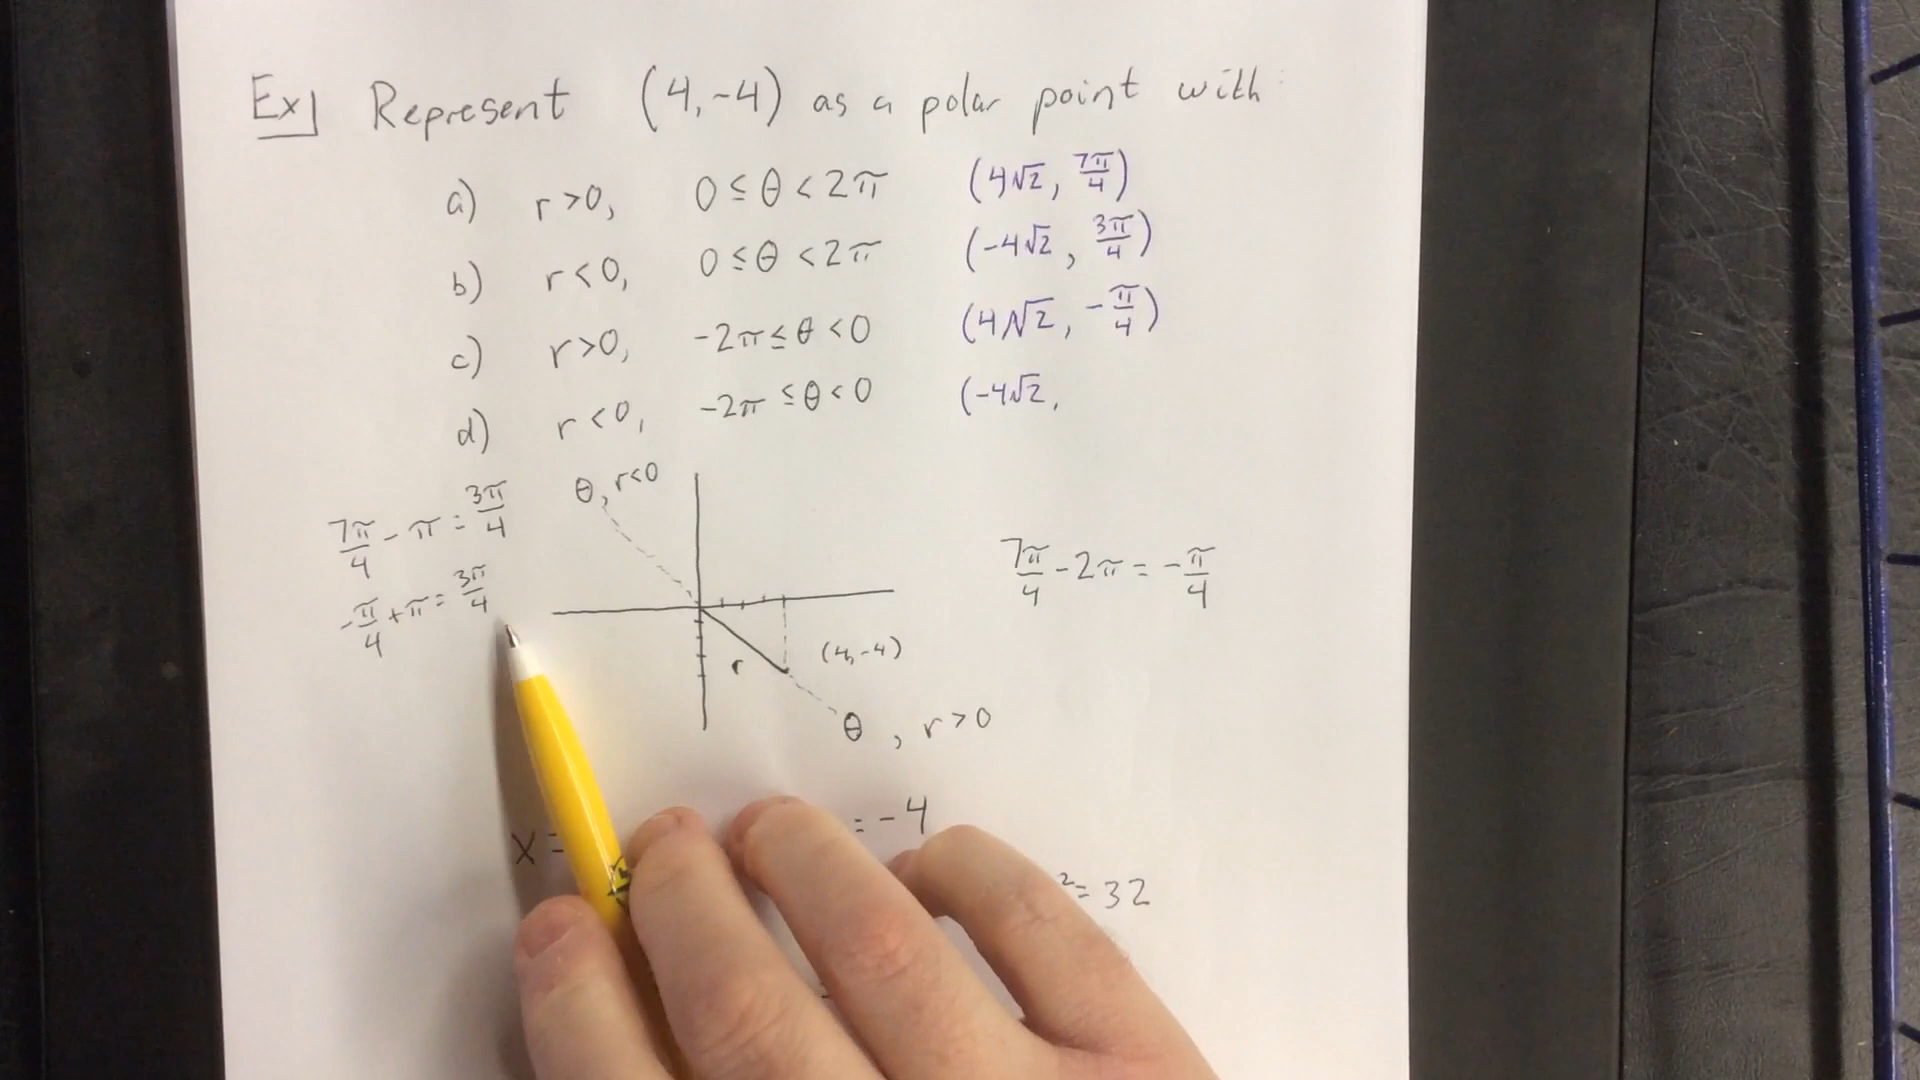 Ex1 Represent (4,-4) as a polar point with:
a) r>0, 0≤θ<2π (4√2, 7π/4)
b) r<0, 0≤θ<2π (-4√2, 3π/4)
c) r>0, -2π≤θ<0 (4√2, -π/4)
d) r<0, -2π≤θ<0 (-4√2,
7π/4 - π = 3π/4
-π/4 + π = 3π/4
θ, r<0
7π/4 - 2π = -π/4
(4,-4)
r
θ, r>0
x = = -4
²= 32